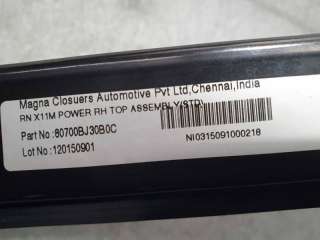 Magna Closuers Automotive Pvt Ltd,Chennai,India
RN X11M POWER RH TOP ASSEMBLY(STD)
Part No :80700BJ30B0C
Lot No :120150901
NI0315091000218